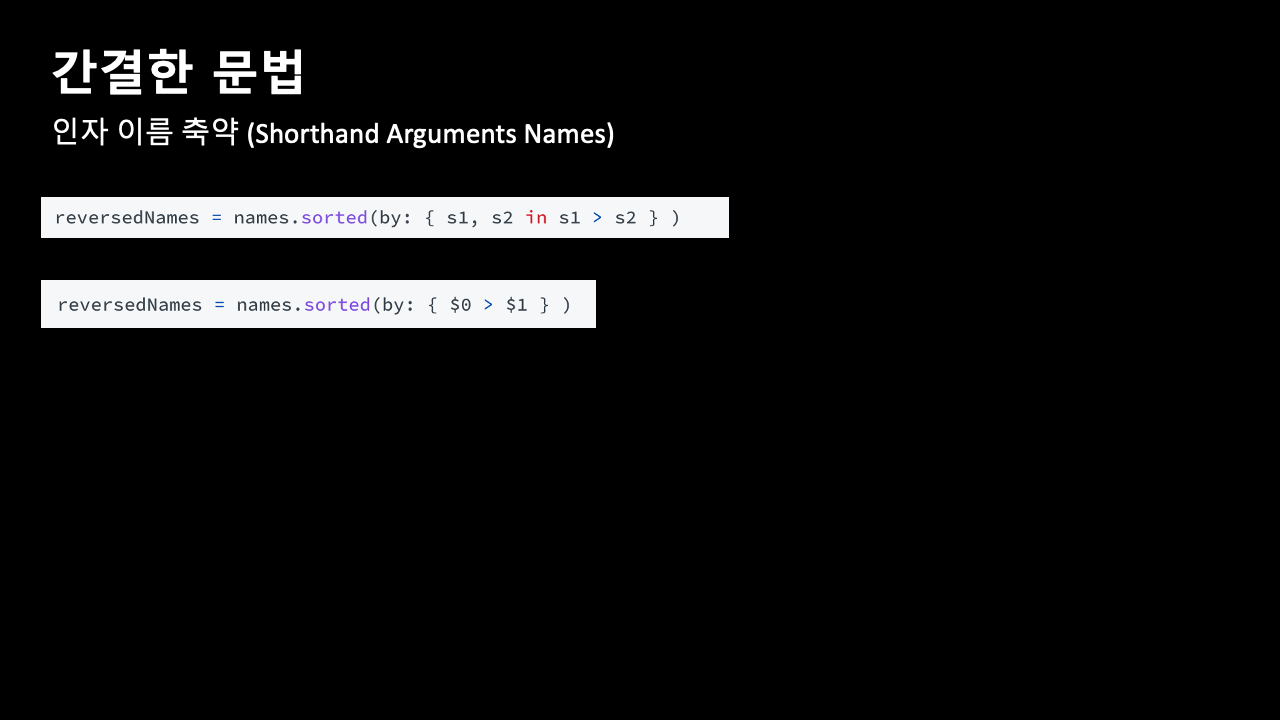 간결한 문법
인자 이름 축약 (Shorthand Arguments Names)
reversedNames = names.sorted(by: { s1, s2 in s1 > s2 } )
reversedNames = names.sorted(by: { $0 > $1 } )